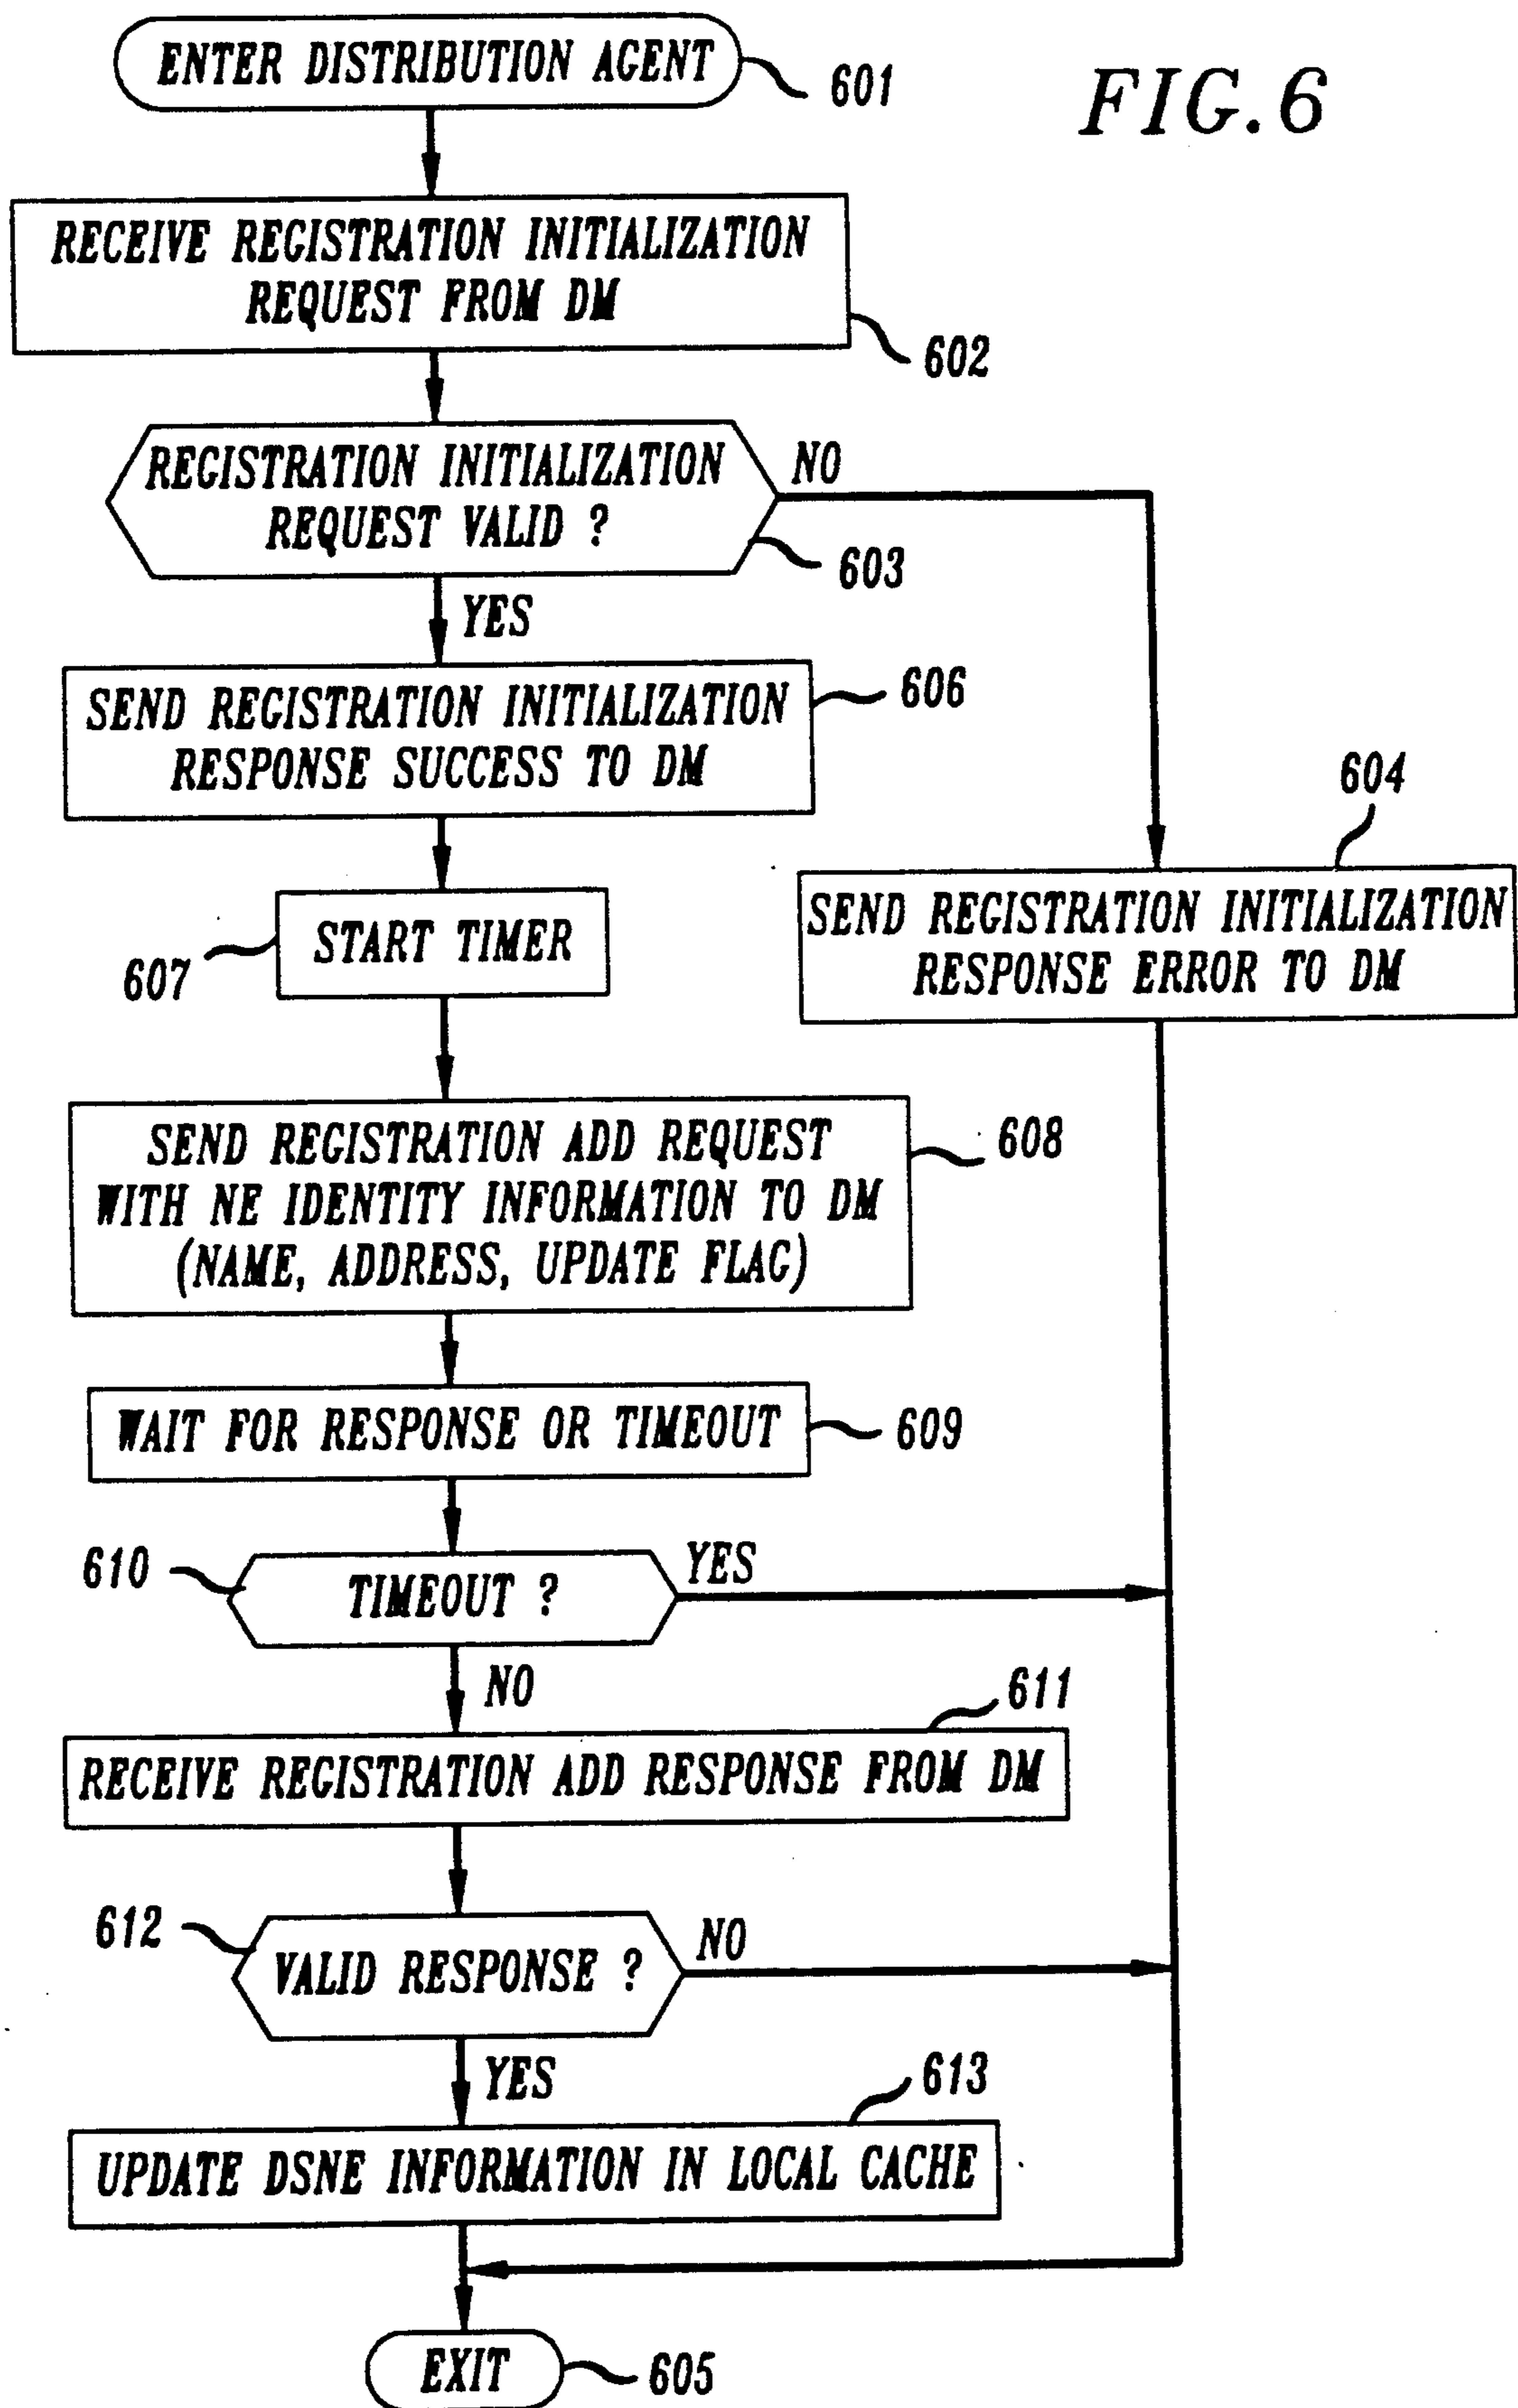 ENTER DISTRIBUTION AGENT
601
FIG.6
RECEIVE REGISTRATION INITIALIZATION
REQUEST FROM DM
602
REGISTRATION INITIALIZATION
REQUEST VALID ?
NO
603
YES
SEND REGISTRATION INITIALIZATION
RESPONSE SUCCESS TO DM
606
604
START TIMER
607
SEND REGISTRATION INITIALIZATION
RESPONSE ERROR TO DM
SEND REGISTRATION ADD REQUEST
WITH NE IDENTITY INFORMATION TO DM
(NAME, ADDRESS, UPDATE FLAG)
608
WAIT FOR RESPONSE OR TIMEOUT
609
610
TIMEOUT ?
YES
NO
611
RECEIVE REGISTRATION ADD RESPONSE FROM DM
612
VALID RESPONSE ?
NO
YES
613
UPDATE DSNE INFORMATION IN LOCAL CACHE
EXIT
605